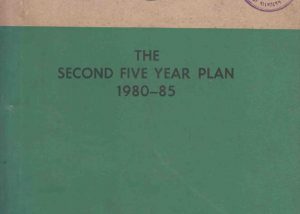 THE
SECOND FIVE YEAR PLAN
1980–85